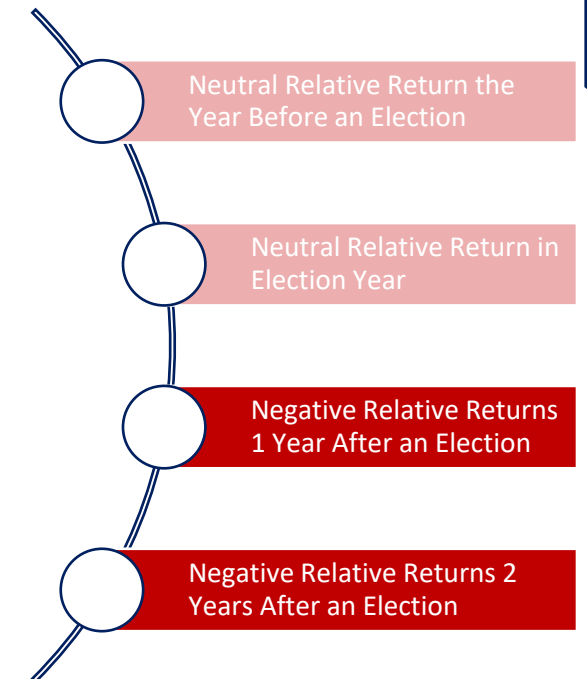 Neutral Relative Return the
Year Before an Election
Neutral Relative Return in
Election Year
Negative Relative Returns
1 Year After an Election
Negative Relative Returns 2
Years After an Election